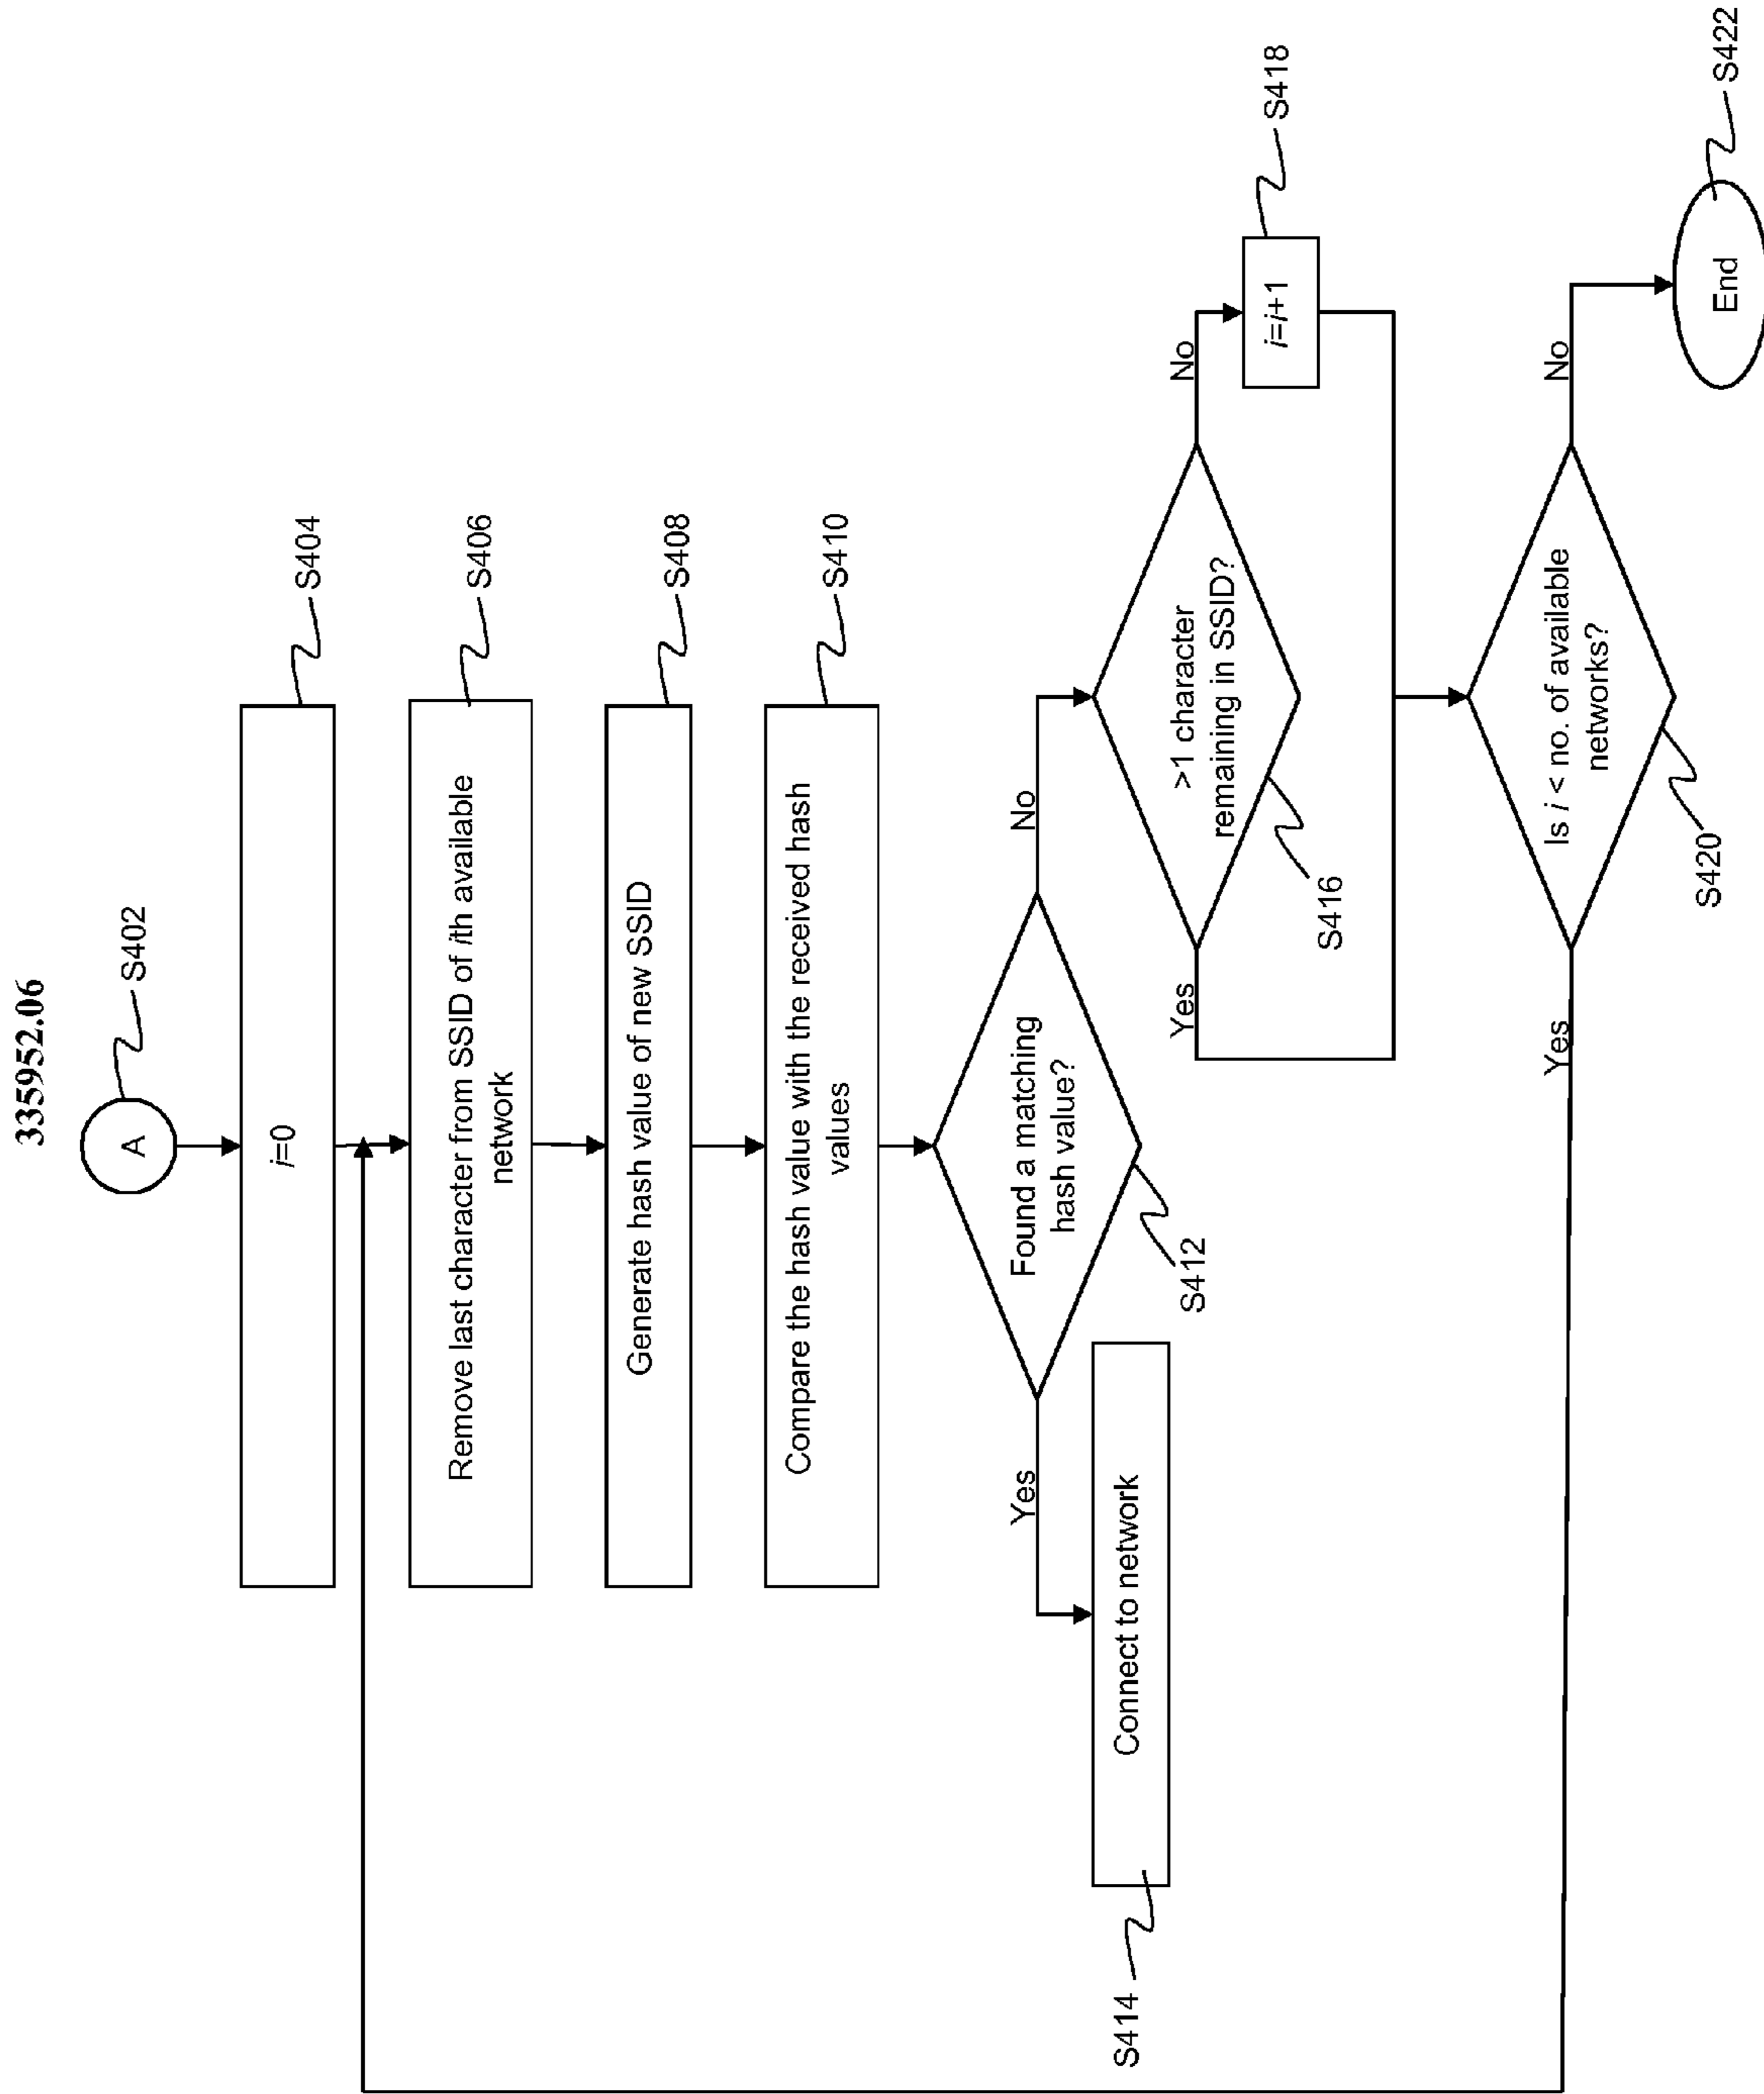 335952.06
A
S402
i=0
S404
Remove last character from SSID of ith available
network
S406
Generate hash value of new SSID
S408
Compare the hash value with the received hash
values
S410
Found a matching
hash value?
S412
Yes
No
Connect to network
S414
>1 character
remaining in SSID?
S416
Yes
No
i=i+1
S418
Is i < no. of available
networks?
S420
Yes
No
End
S422